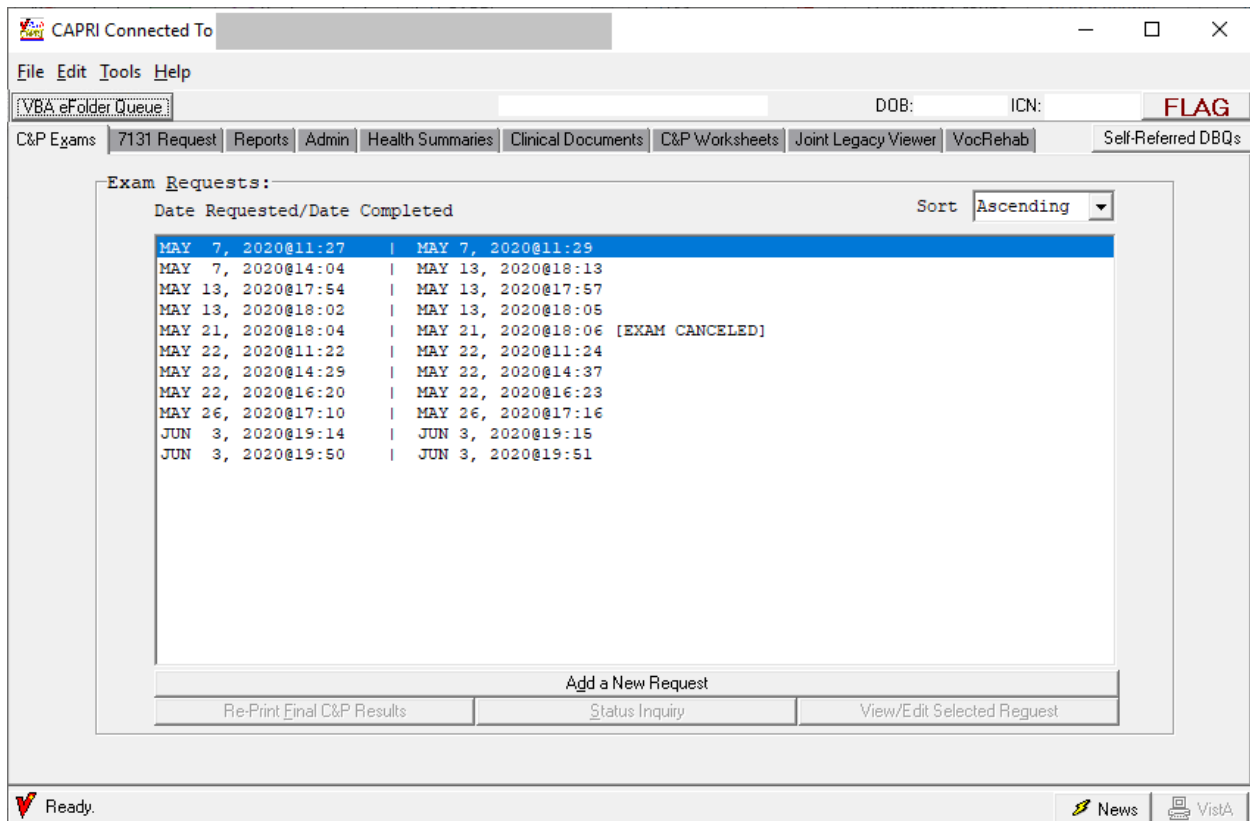 CAPRI Connected To
File Edit Tools Help
VBA eFolder Queue DOB: ICN: FLAG
C&P Exams 7131 Request Reports Admin Health Summaries Clinical Documents C&P Worksheets Joint Legacy Viewer VocRehab Self-Referred DBQs
Exam Requests:
Date Requested/Date Completed Sort Ascending
MAY 7, 2020@11:27 | MAY 7, 2020@11:29
MAY 7, 2020@14:04 | MAY 13, 2020@18:13
MAY 13, 2020@17:54 | MAY 13, 2020@17:57
MAY 13, 2020@18:02 | MAY 13, 2020@18:05
MAY 21, 2020@18:04 | MAY 21, 2020@18:06 [EXAM CANCELED]
MAY 22, 2020@11:22 | MAY 22, 2020@11:24
MAY 22, 2020@14:29 | MAY 22, 2020@14:37
MAY 22, 2020@16:20 | MAY 22, 2020@16:23
MAY 26, 2020@17:10 | MAY 26, 2020@17:16
JUN 3, 2020@19:14 | JUN 3, 2020@19:15
JUN 3, 2020@19:50 | JUN 3, 2020@19:51
Add a New Request
Re-Print Final C&P Results Status Inquiry View/Edit Selected Request
Ready. News VistA